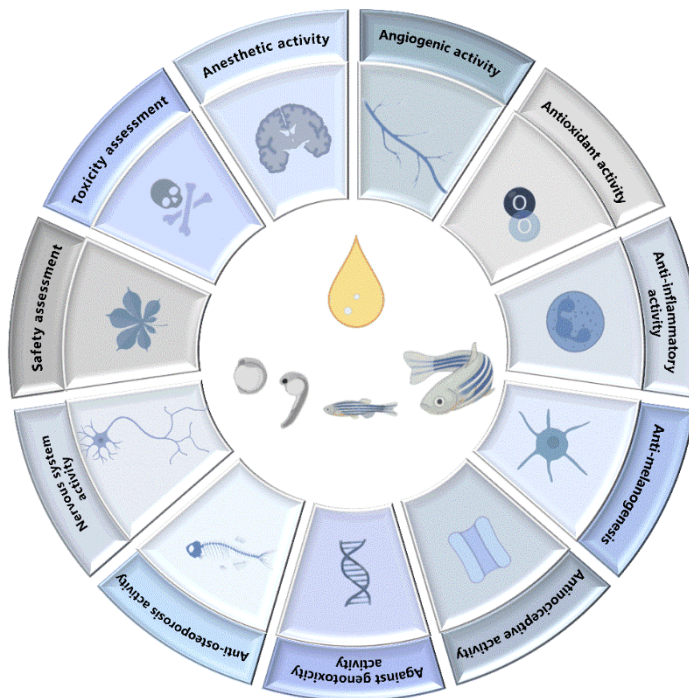 Anesthetic activity
Angiogenic activity
Antioxidant activity
Anti-inflammatory
activity
Anti-melanogenesis
Antinociceptive activity
Against genotoxicity
activity
Anti-osteoporosis activity
Nervous system
activity
Safety assessment
Toxicity assessment
O
O